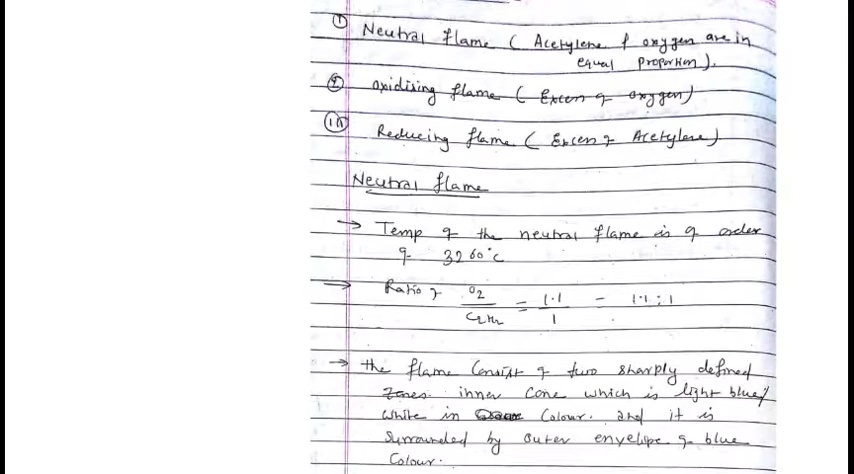 ① Neutral flame ( Acetylene & oxygen are in
equal proportion ).
② oxidising flame ( Excess of oxygen)
(iii) Reducing flame ( Excess of Acetylene)
Neutral flame
→ Temp of the neutral flame is of order
of 3260°c
→ Ratio of O2/C2H2 = 1.1/1 - 1.1 : 1
→ the flame Consist of two sharply defined
zones inner cone which is light blue/
white in Colour. and it is
surrounded by outer envelope of blue
Colour.